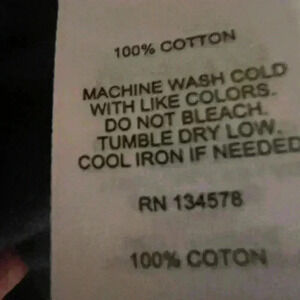 100% COTTON
MACHINE WASH COLD
WITH LIKE COLORS.
DO NOT BLEACH.
TUMBLE DRY LOW.
COOL IRON IF NEEDED
RN 134578
100% COTON